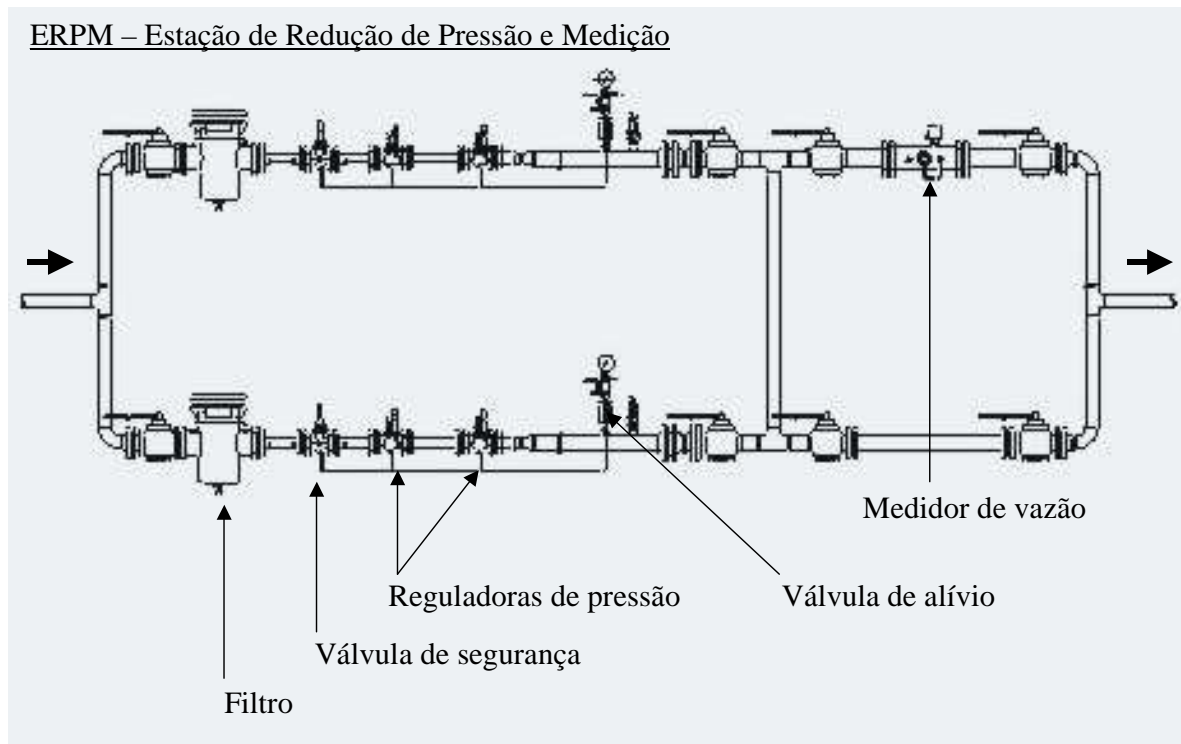 ERPM – Estação de Redução de Pressão e Medição
Medidor de vazão
Reguladoras de pressão
Válvula de alívio
Válvula de segurança
Filtro